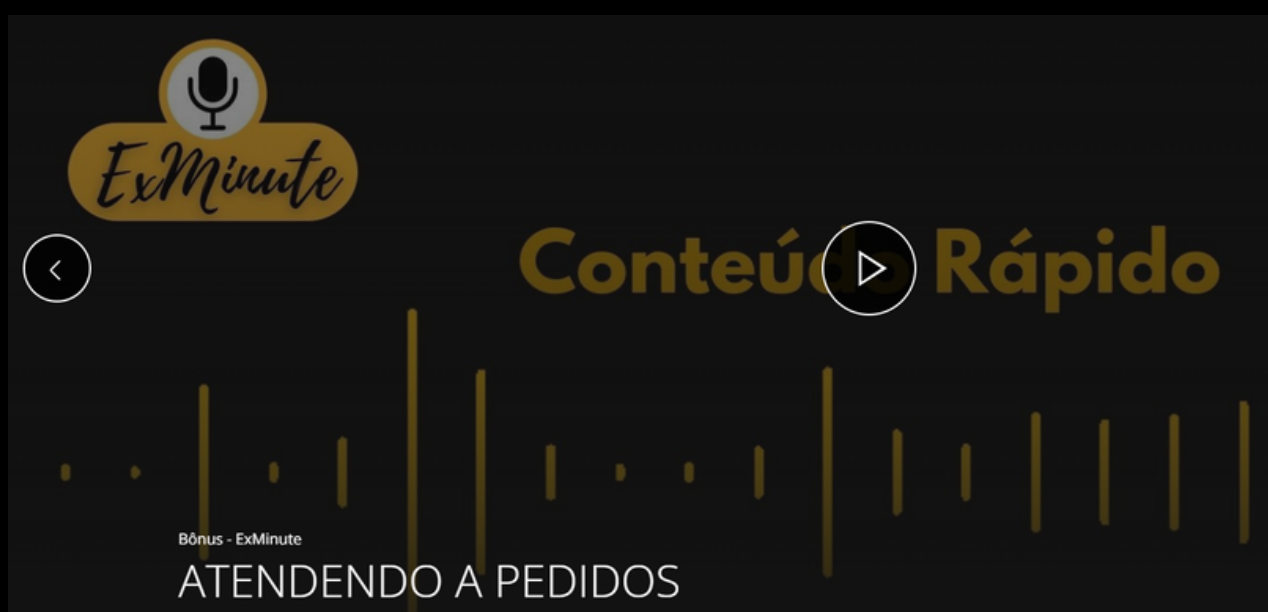 ExMinute
Conteúdo Rápido
Bônus - ExMinute
ATENDENDO A PEDIDOS